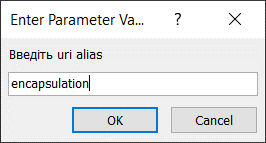 Enter Parameter Va... ? ×
Введіть uri alias
encapsulation
OK Cancel